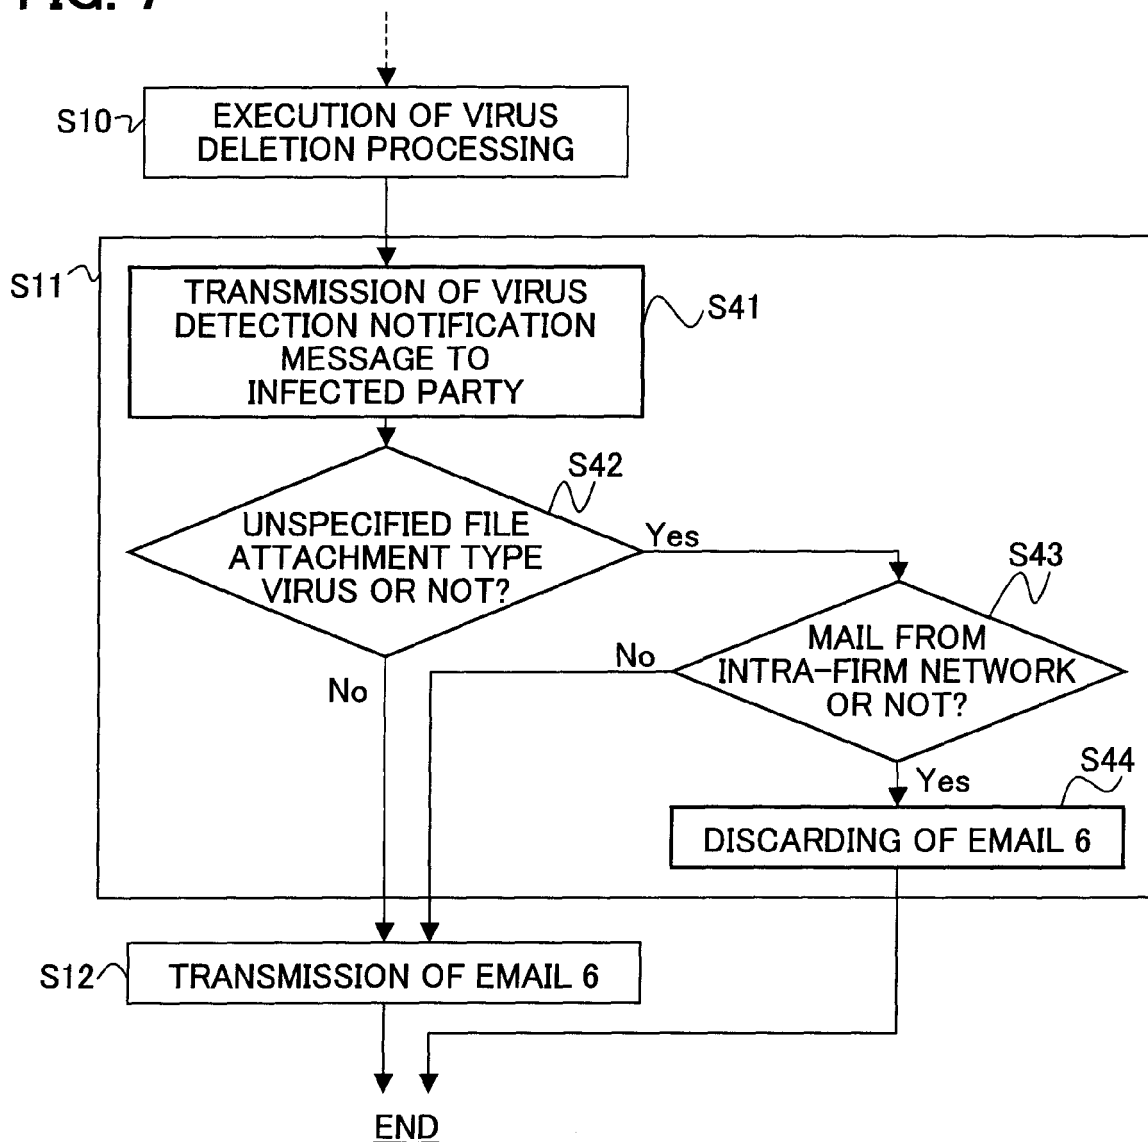 FIG. 7
S10
EXECUTION OF VIRUS
DELETION PROCESSING
S11
TRANSMISSION OF VIRUS
DETECTION NOTIFICATION
MESSAGE TO
INFECTED PARTY
S41
S42
UNSPECIFIED FILE
ATTACHMENT TYPE
VIRUS OR NOT?
Yes
No
S43
MAIL FROM
INTRA-FIRM NETWORK
OR NOT?
No
Yes
S44
DISCARDING OF EMAIL 6
S12
TRANSMISSION OF EMAIL 6
END